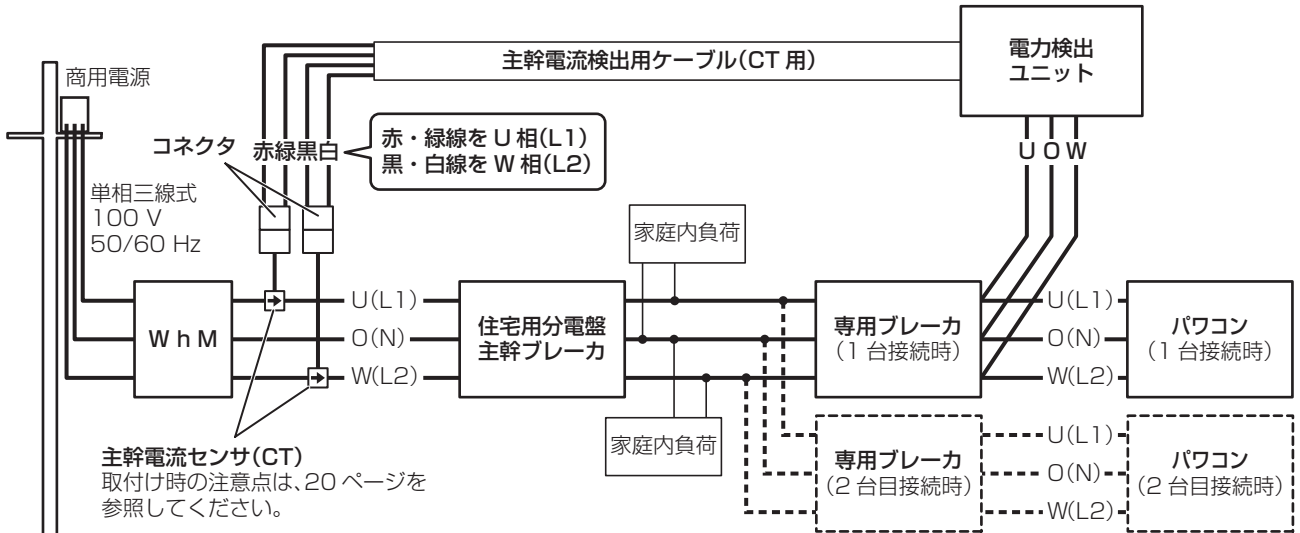 主幹電流検出用ケーブル(CT 用)
電力検出
ユニット
商用電源
コネクタ
赤緑黒白
赤・緑線を U 相(L1)
黒・白線を W 相(L2)
U O W
単相三線式
100 V
50/60 Hz
家庭内負荷
W h M
U(L1)
O(N)
W(L2)
住宅用分電盤
主幹ブレーカ
専用ブレーカ
(1 台接続時)
U(L1)
O(N)
W(L2)
パワコン
(1 台接続時)
家庭内負荷
主幹電流センサ(CT)
取付け時の注意点は、20 ページを
参照してください。
専用ブレーカ
(2 台目接続時)
U(L1)
O(N)
W(L2)
パワコン
(2 台目接続時)